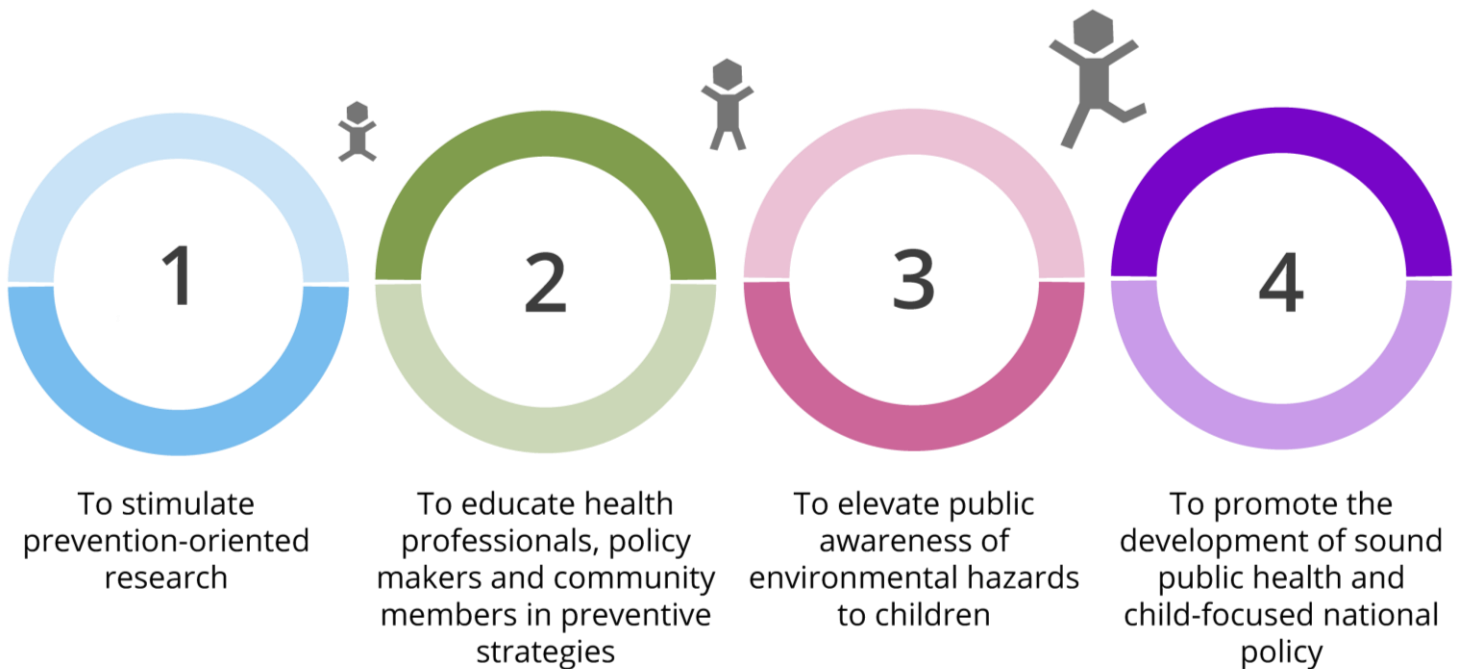 1
To stimulate
prevention-oriented
research
2
To educate health
professionals, policy
makers and community
members in preventive
strategies
3
To elevate public
awareness of
environmental hazards
to children
4
To promote the
development of sound
public health and
child-focused national
policy